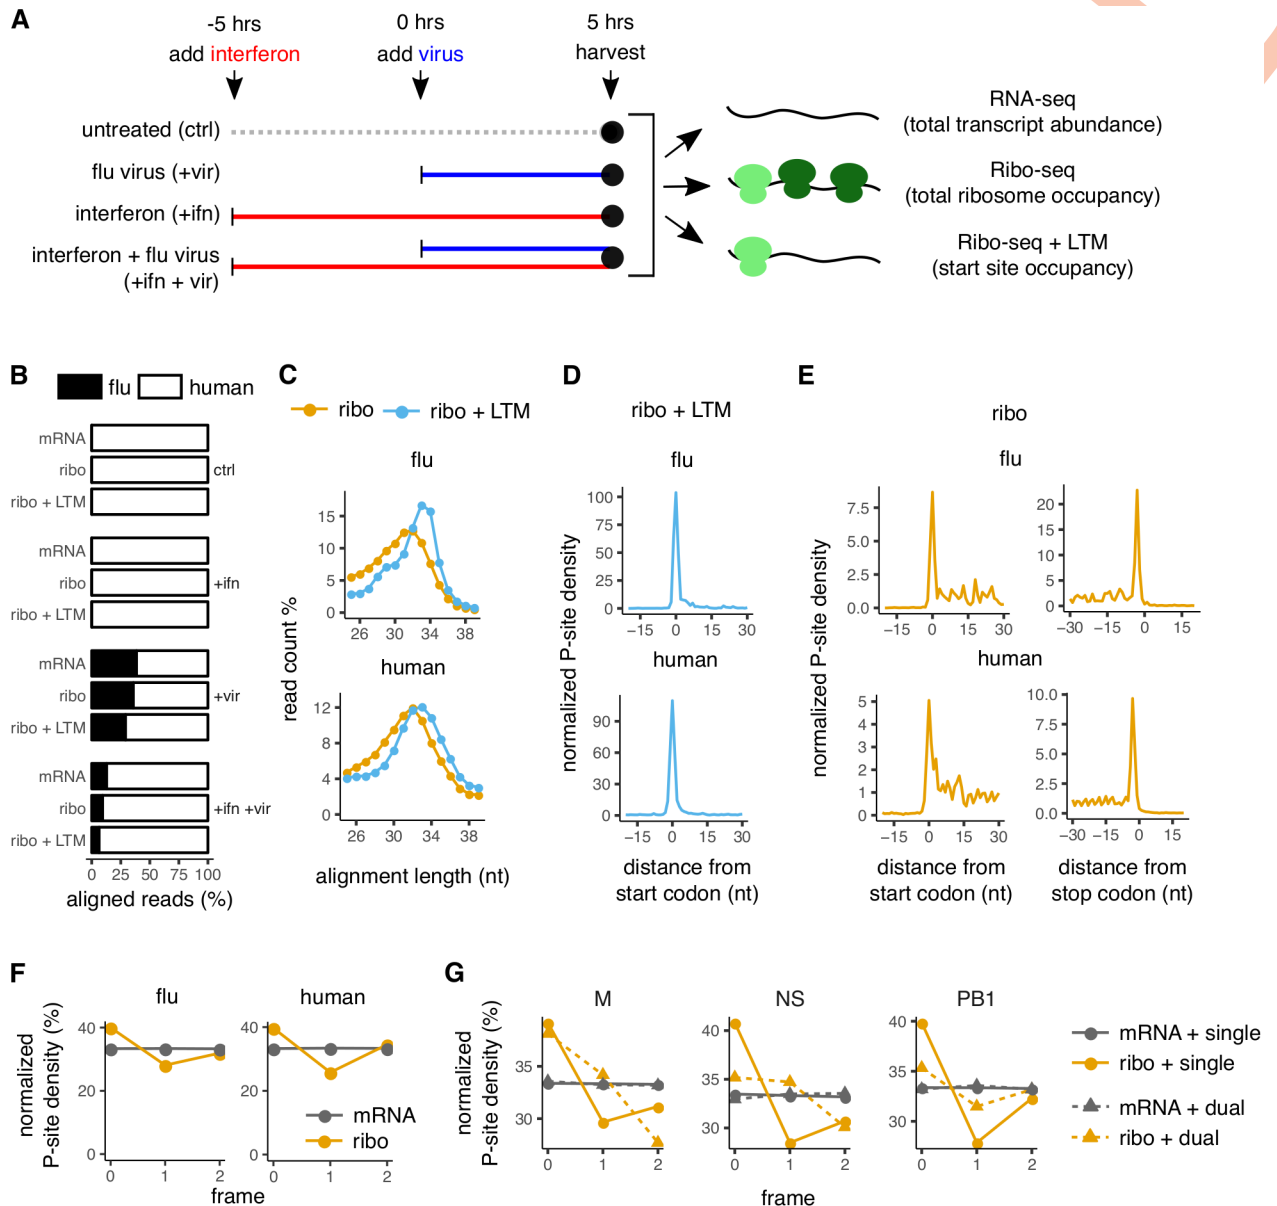 A
-5 hrs
add interferon
0 hrs
add virus
5 hrs
harvest
untreated (ctrl)
flu virus (+vir)
interferon (+ifn)
interferon + flu virus
(+ifn + vir)
RNA-seq
(total transcript abundance)
Ribo-seq
(total ribosome occupancy)
Ribo-seq + LTM
(start site occupancy)
B
flu
human
mRNA
ribo
ribo + LTM
ctrl
mRNA
ribo
ribo + LTM
+ifn
mRNA
ribo
ribo + LTM
+vir
mRNA
ribo
ribo + LTM
+ifn +vir
0 25 50 75 100
aligned reads (%)
C
ribo
ribo + LTM
flu
15
10
5
0
26 30 34 38
human
12
8
4
0
26 30 34 38
read count %
alignment length (nt)
D
ribo + LTM
flu
100
75
50
25
0
−15 0 15 30
human
90
60
30
0
−15 0 15 30
normalized P-site density
distance from
start codon (nt)
E
ribo
flu
7.5
5.0
2.5
0.0
−15 0 15 30
20
15
10
5
0
−30 −15 0 15
human
5
4
3
2
1
0
−15 0 15 30
10.0
7.5
5.0
2.5
0.0
−30 −15 0 15
normalized P-site density
distance from
start codon (nt)
distance from
stop codon (nt)
F
flu
human
40
20
0
0 1 2
40
20
0
0 1 2
mRNA
ribo
normalized
P-site density (%)
frame
G
M
NS
PB1
35
30
0 1 2
40
35
30
0 1 2
40
35
30
0 1 2
normalized
P-site density (%)
frame
mRNA + single
ribo + single
mRNA + dual
ribo + dual